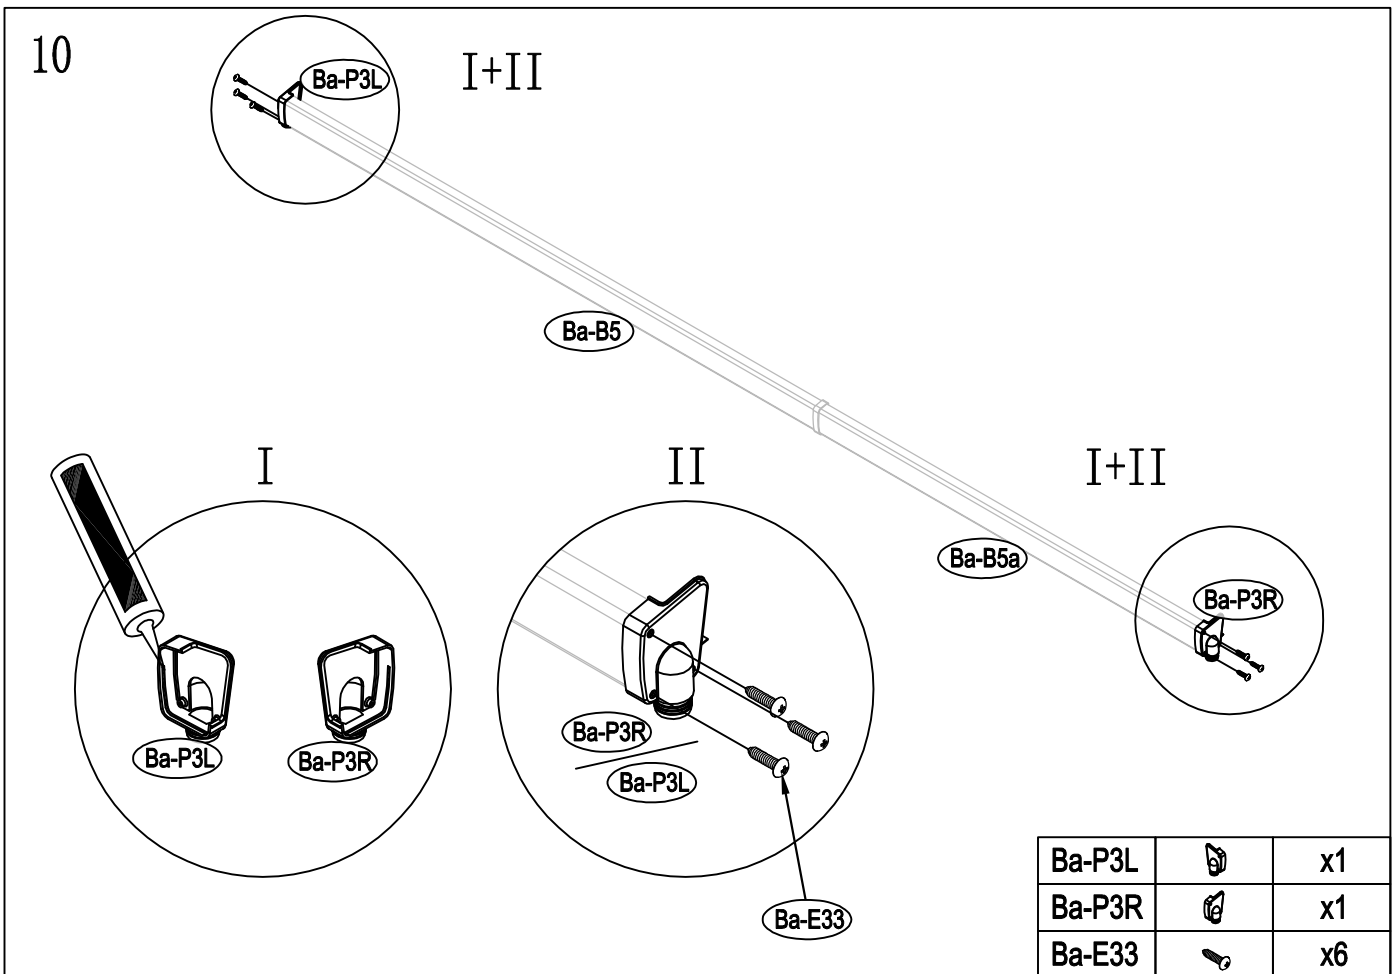 10
Ba-P3L
I+II
Ba-B5
I
II
I+II
Ba-B5a
Ba-P3R
Ba-P3L
Ba-P3R
Ba-P3R
Ba-P3L
Ba-E33
Ba-P3L x1
Ba-P3R x1
Ba-E33 x6